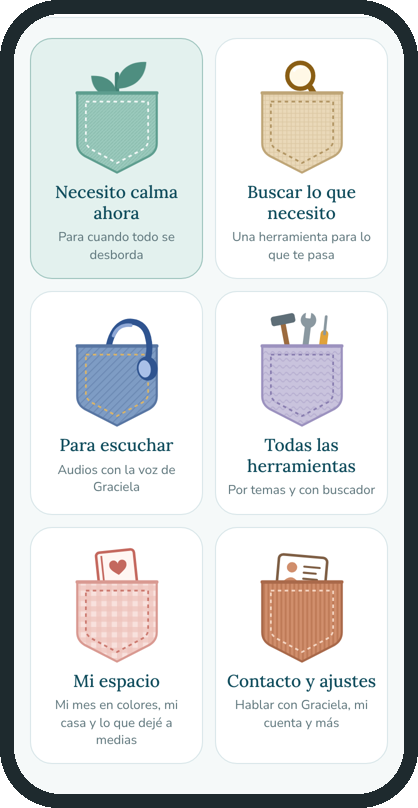 Necesito calma
ahora
Para cuando todo se
desborda
Buscar lo que
necesito
Una herramienta para lo
que te pasa
Para escuchar
Audios con la voz de
Graciela
Todas las
herramientas
Por temas y con buscador
Mi espacio
Mi mes en colores, mi
casa y lo que dejé a
medias
Contacto y ajustes
Hablar con Graciela, mi
cuenta y más